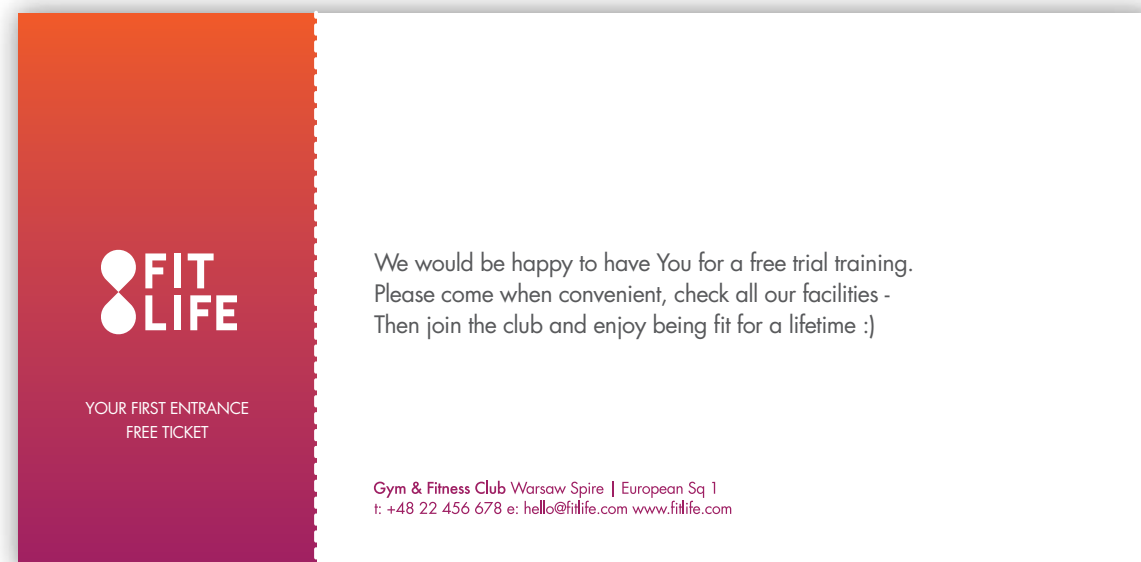 FIT
LIFE
YOUR FIRST ENTRANCE
FREE TICKET
We would be happy to have You for a free trial training.
Please come when convenient, check all our facilities -
Then join the club and enjoy being fit for a lifetime :)
Gym & Fitness Club Warsaw Spire | European Sq 1
t: +48 22 456 678 e: hello@fitlife.com www.fitlife.com